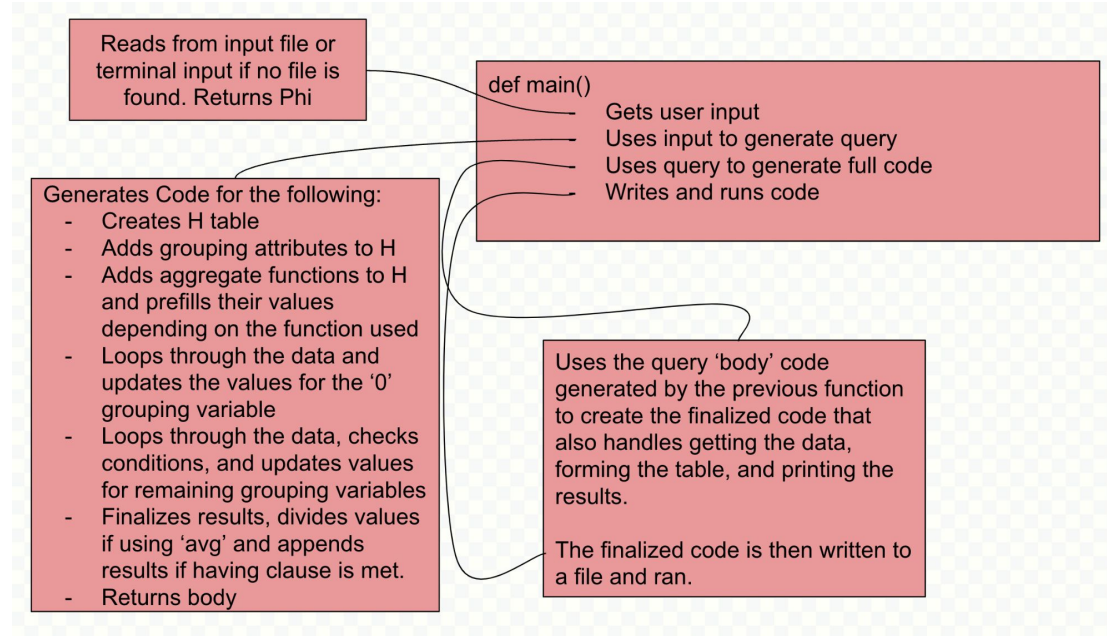 Reads from input file or
terminal input if no file is
found. Returns Phi
def main()
- Gets user input
- Uses input to generate query
- Uses query to generate full code
- Writes and runs code
Generates Code for the following:
- Creates H table
- Adds grouping attributes to H
- Adds aggregate functions to H
and prefills their values
depending on the function used
- Loops through the data and
updates the values for the ‘0’
grouping variable
- Loops through the data, checks
conditions, and updates values
for remaining grouping variables
- Finalizes results, divides values
if using ‘avg’ and appends
results if having clause is met.
- Returns body
Uses the query ‘body’ code
generated by the previous function
to create the finalized code that
also handles getting the data,
forming the table, and printing the
results.
The finalized code is then written to
a file and ran.